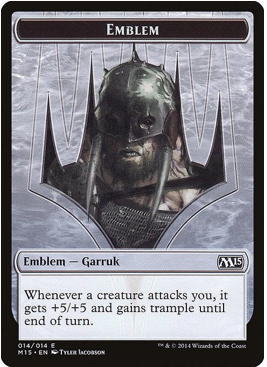 EMBLEM
Emblem — Garruk
M15
Whenever a creature attacks you, it
gets +5/+5 and gains trample until
end of turn.
014/014 E
M15 • EN TYLER JACOBSON
™ & © 2014 Wizards of the Coast